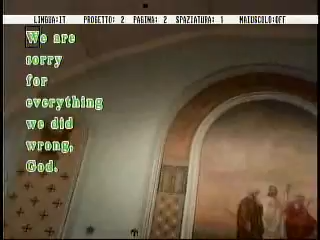 LINGUA:IT PROGETTO: 2 PAGINA: 2 SPAZIATURA: 1 MAIUSCOLO:OFF
We are
sorry
for
everything
we did
wrong,
God.